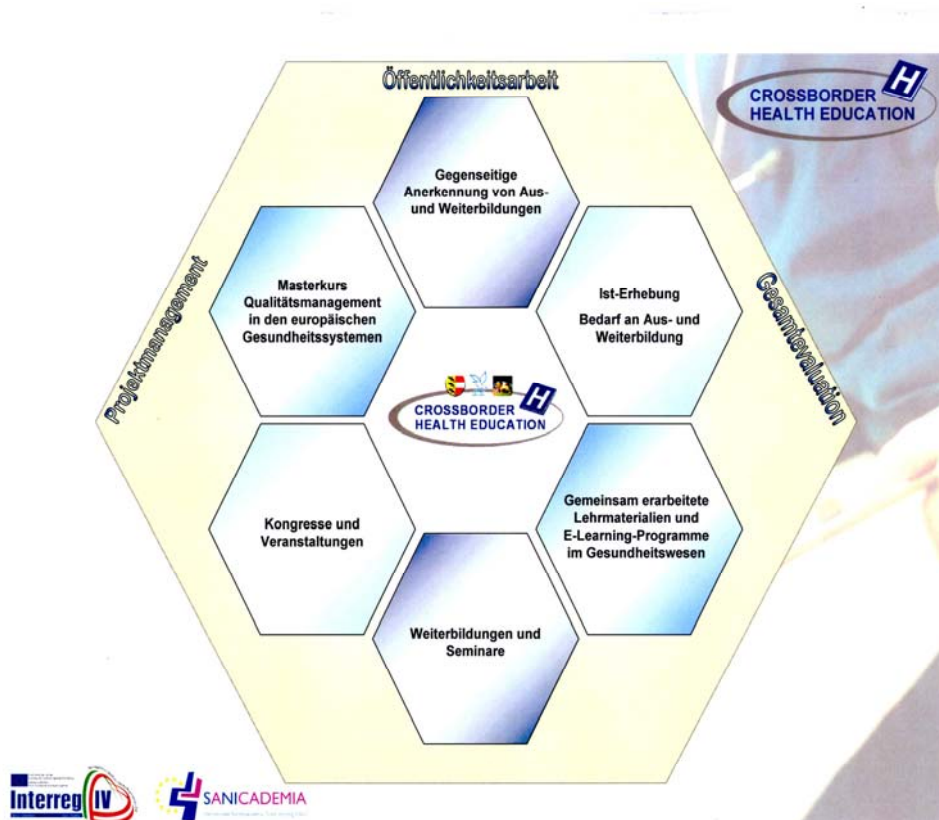 Öffentlichkeitsarbeit
CROSSBORDER
HEALTH EDUCATION
H
Gegenseitige
Anerkennung von Aus-
und Weiterbildungen
Projektmanagement
Masterkurs
Qualitätsmanagement
in den europäischen
Gesundheitssystemen
Ist-Erhebung
Bedarf an Aus- und
Weiterbildung
Gesamtevaluation
CROSSBORDER
HEALTH EDUCATION
H
Kongresse und
Veranstaltungen
Gemeinsam erarbeitete
Lehrmaterialien und
E-Learning-Programme
im Gesundheitswesen
Weiterbildungen und
Seminare
Interreg IV
SANICADEMIA